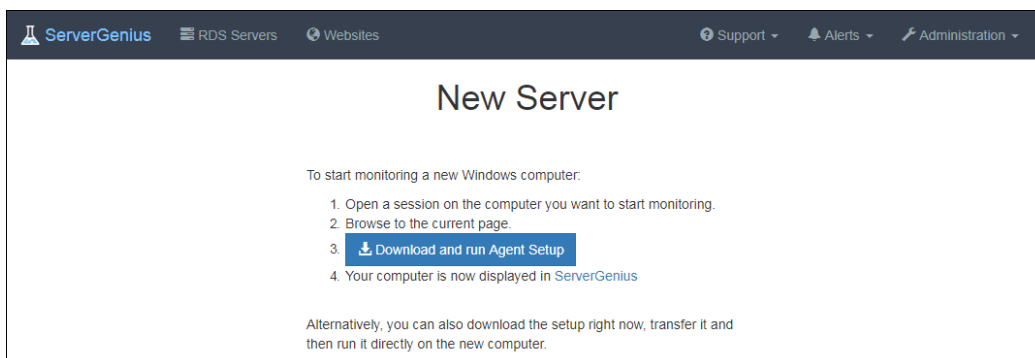 ServerGenius RDS Servers Websites Support Alerts Administration
New Server
To start monitoring a new Windows computer:
1. Open a session on the computer you want to start monitoring.
2. Browse to the current page.
3. Download and run Agent Setup
4. Your computer is now displayed in ServerGenius
Alternatively, you can also download the setup right now, transfer it and
then run it directly on the new computer.